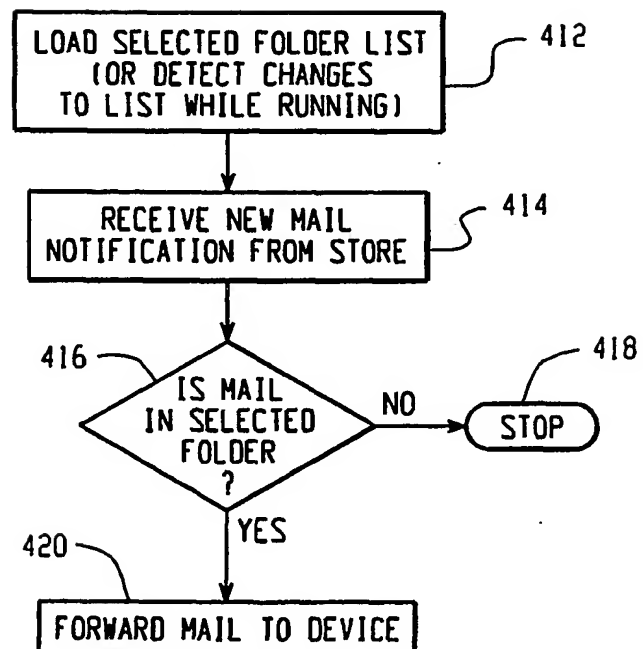 LOAD SELECTED FOLDER LIST
(OR DETECT CHANGES
TO LIST WHILE RUNNING)
412
RECEIVE NEW MAIL
NOTIFICATION FROM STORE
414
416
IS MAIL
IN SELECTED
FOLDER
?
NO
418
STOP
YES
420
FORWARD MAIL TO DEVICE